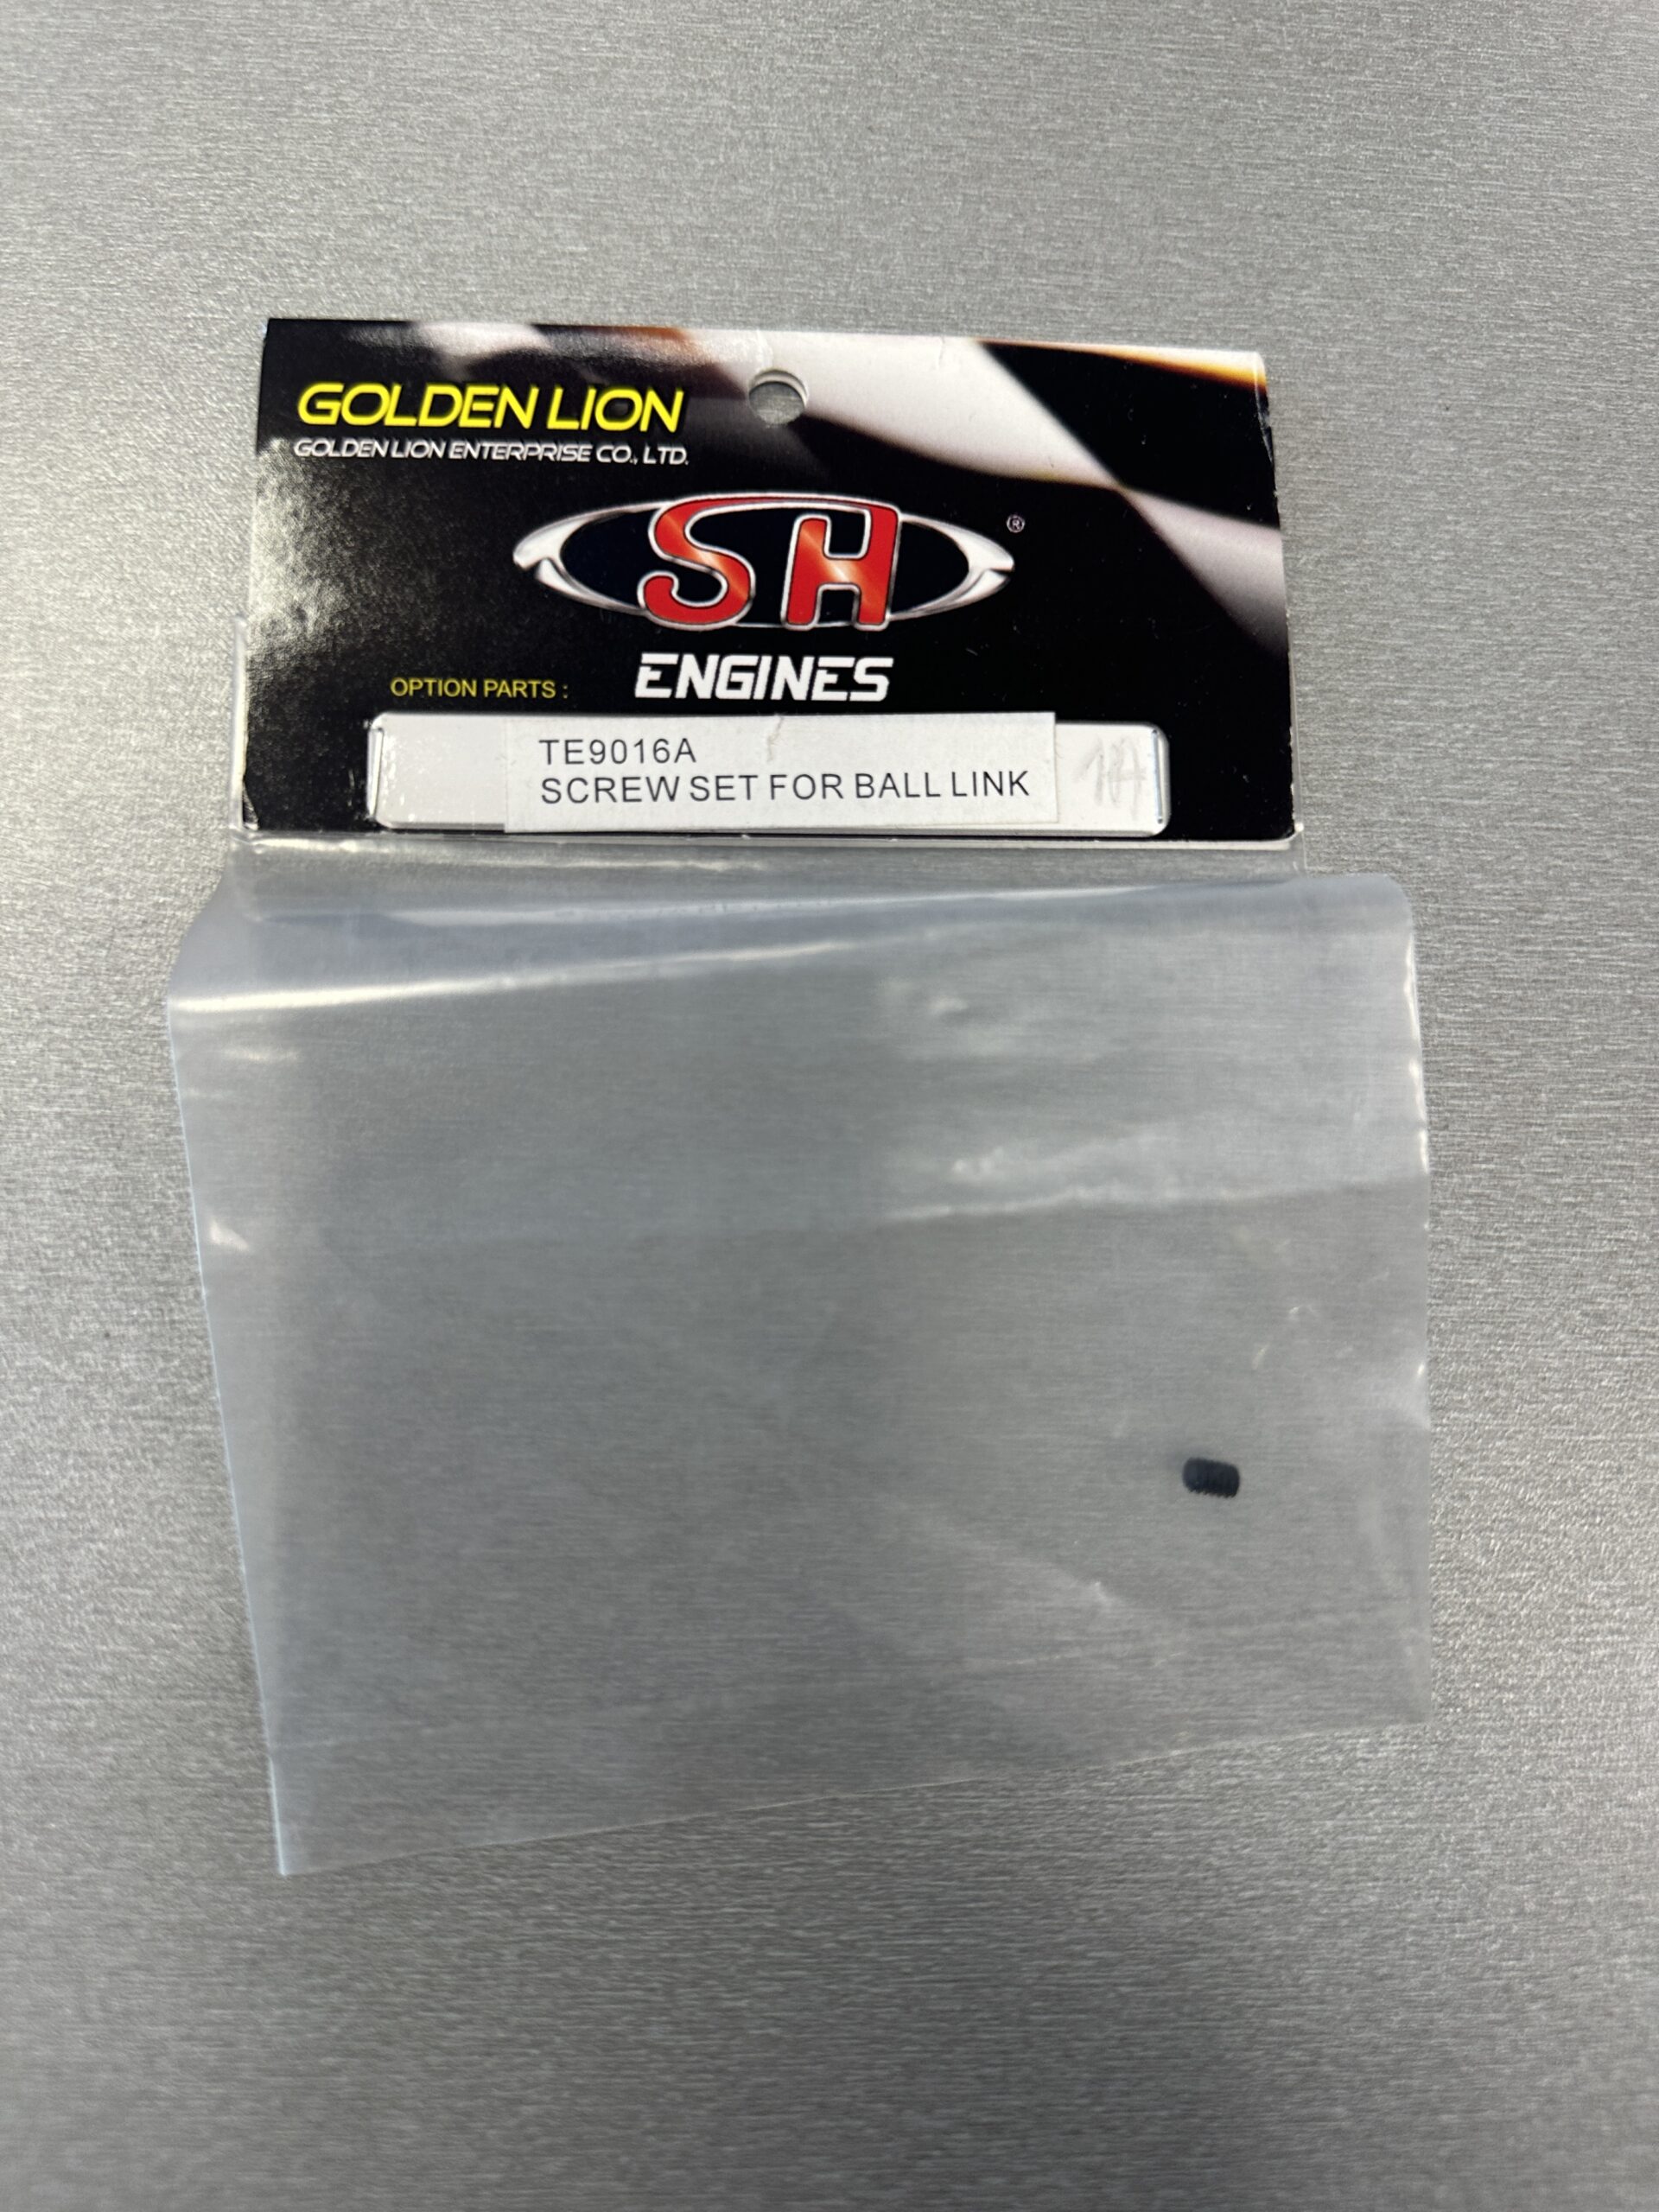 GOLDEN LION
GOLDEN LION ENTERPRISE CO., LTD.
SH ®
ENGINES
OPTION PARTS :
TE9016A
SCREW SET FOR BALL LINK